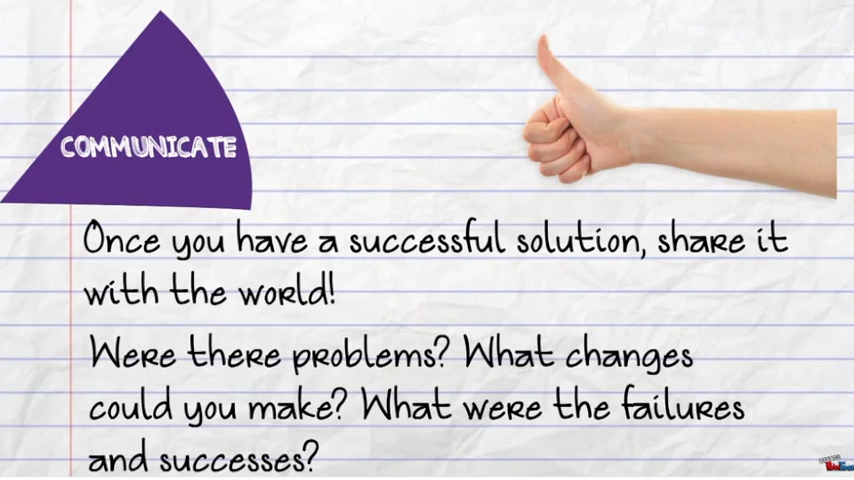 COMMUNICATE
Once you have a successful solution, share it
with the world!
Were there problems? What changes
could you make? What were the failures
and successes?